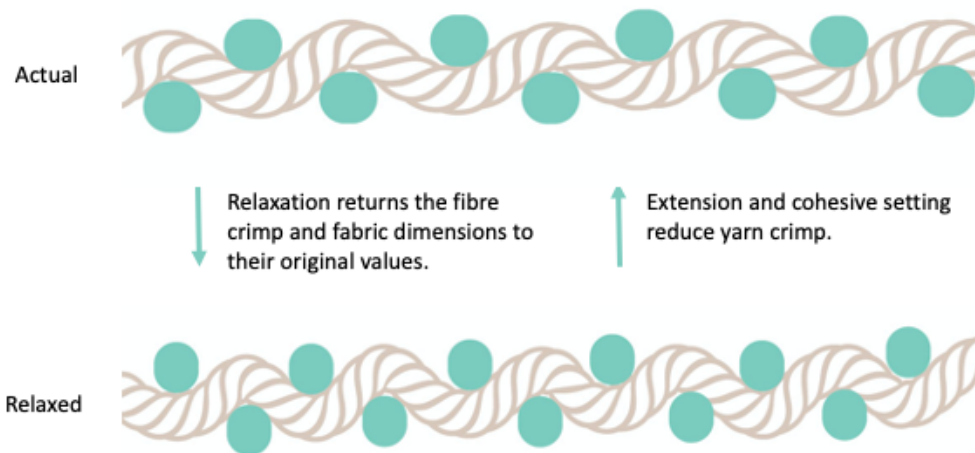 Actual
Relaxation returns the fibre
crimp and fabric dimensions to
their original values.
Extension and cohesive setting
reduce yarn crimp.
Relaxed